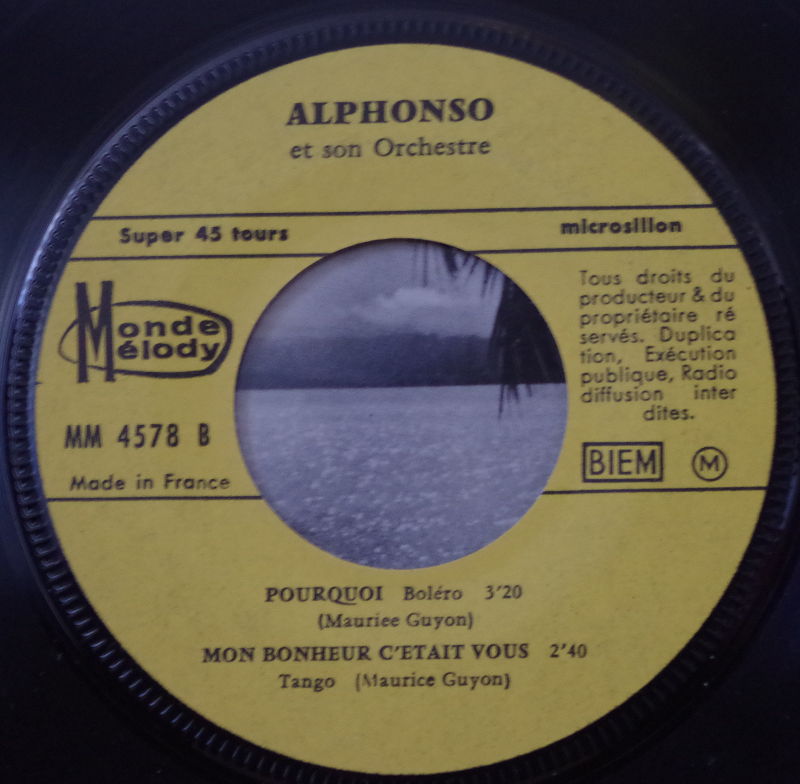 ALPHONSO
et son Orchestre
Super 45 tours
microsillon
Monde
Mélody
MM 4578 B
Made in France
Tous droits du
producteur & du
propriétaire ré
servés. Duplica
tion, Exécution
publique, Radio
diffusion inter
dites.
BIEM
M
POURQUOI Boléro 3'20
(Mauriee Guyon)
MON BONHEUR C'ETAIT VOUS 2'40
Tango (Maurice Guyon)